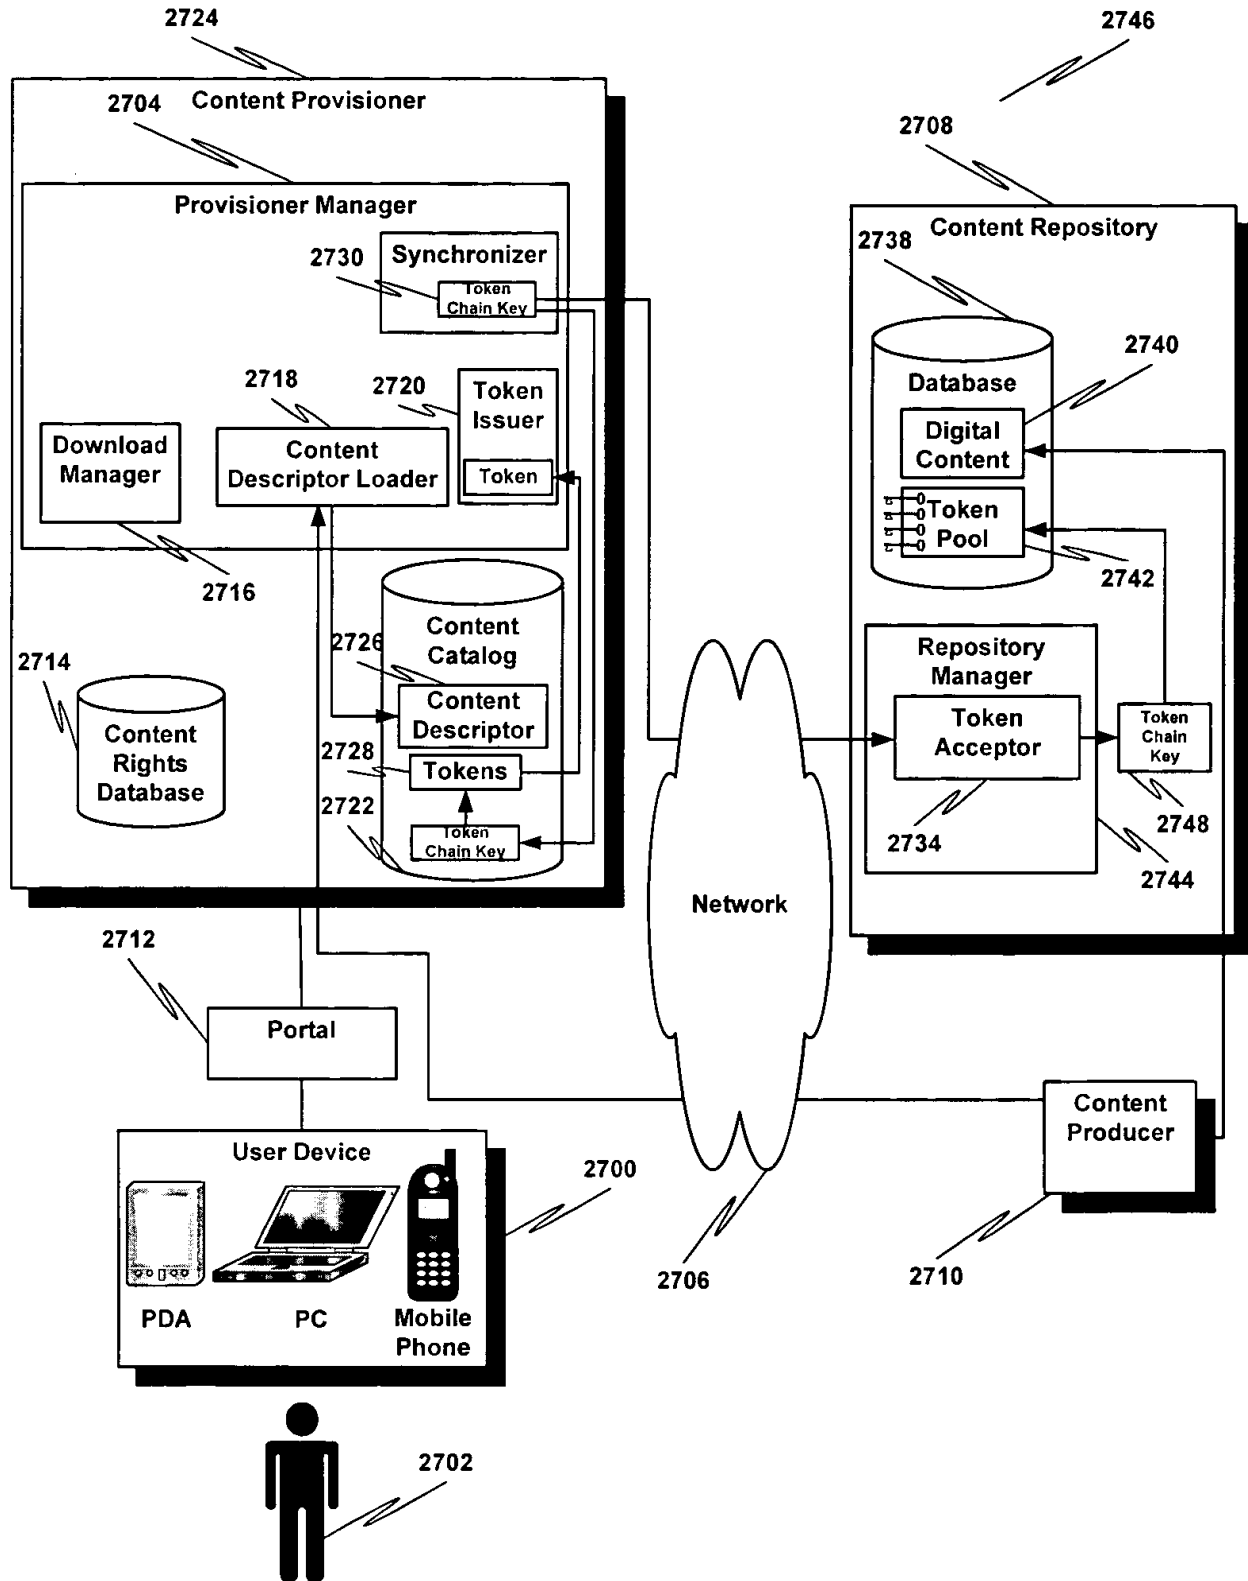 2724
2746
2704
Content Provisioner
2708
Provisioner Manager
Content Repository
2738
2730
Synchronizer
Token
Chain Key
2740
2718
2720
Token
Issuer
Database
Download
Manager
Content
Descriptor Loader
Digital
Content
Token
Token
Pool
2716
2742
Content
Catalog
2726
2714
Repository
Manager
Content
Descriptor
Token
Acceptor
Token
Chain
Key
Content
Rights
Database
2728
Tokens
2722
Token
Chain Key
2734
2748
2744
Network
2712
Portal
Content
Producer
User Device
2700
2706
2710
PDA
PC
Mobile
Phone
2702